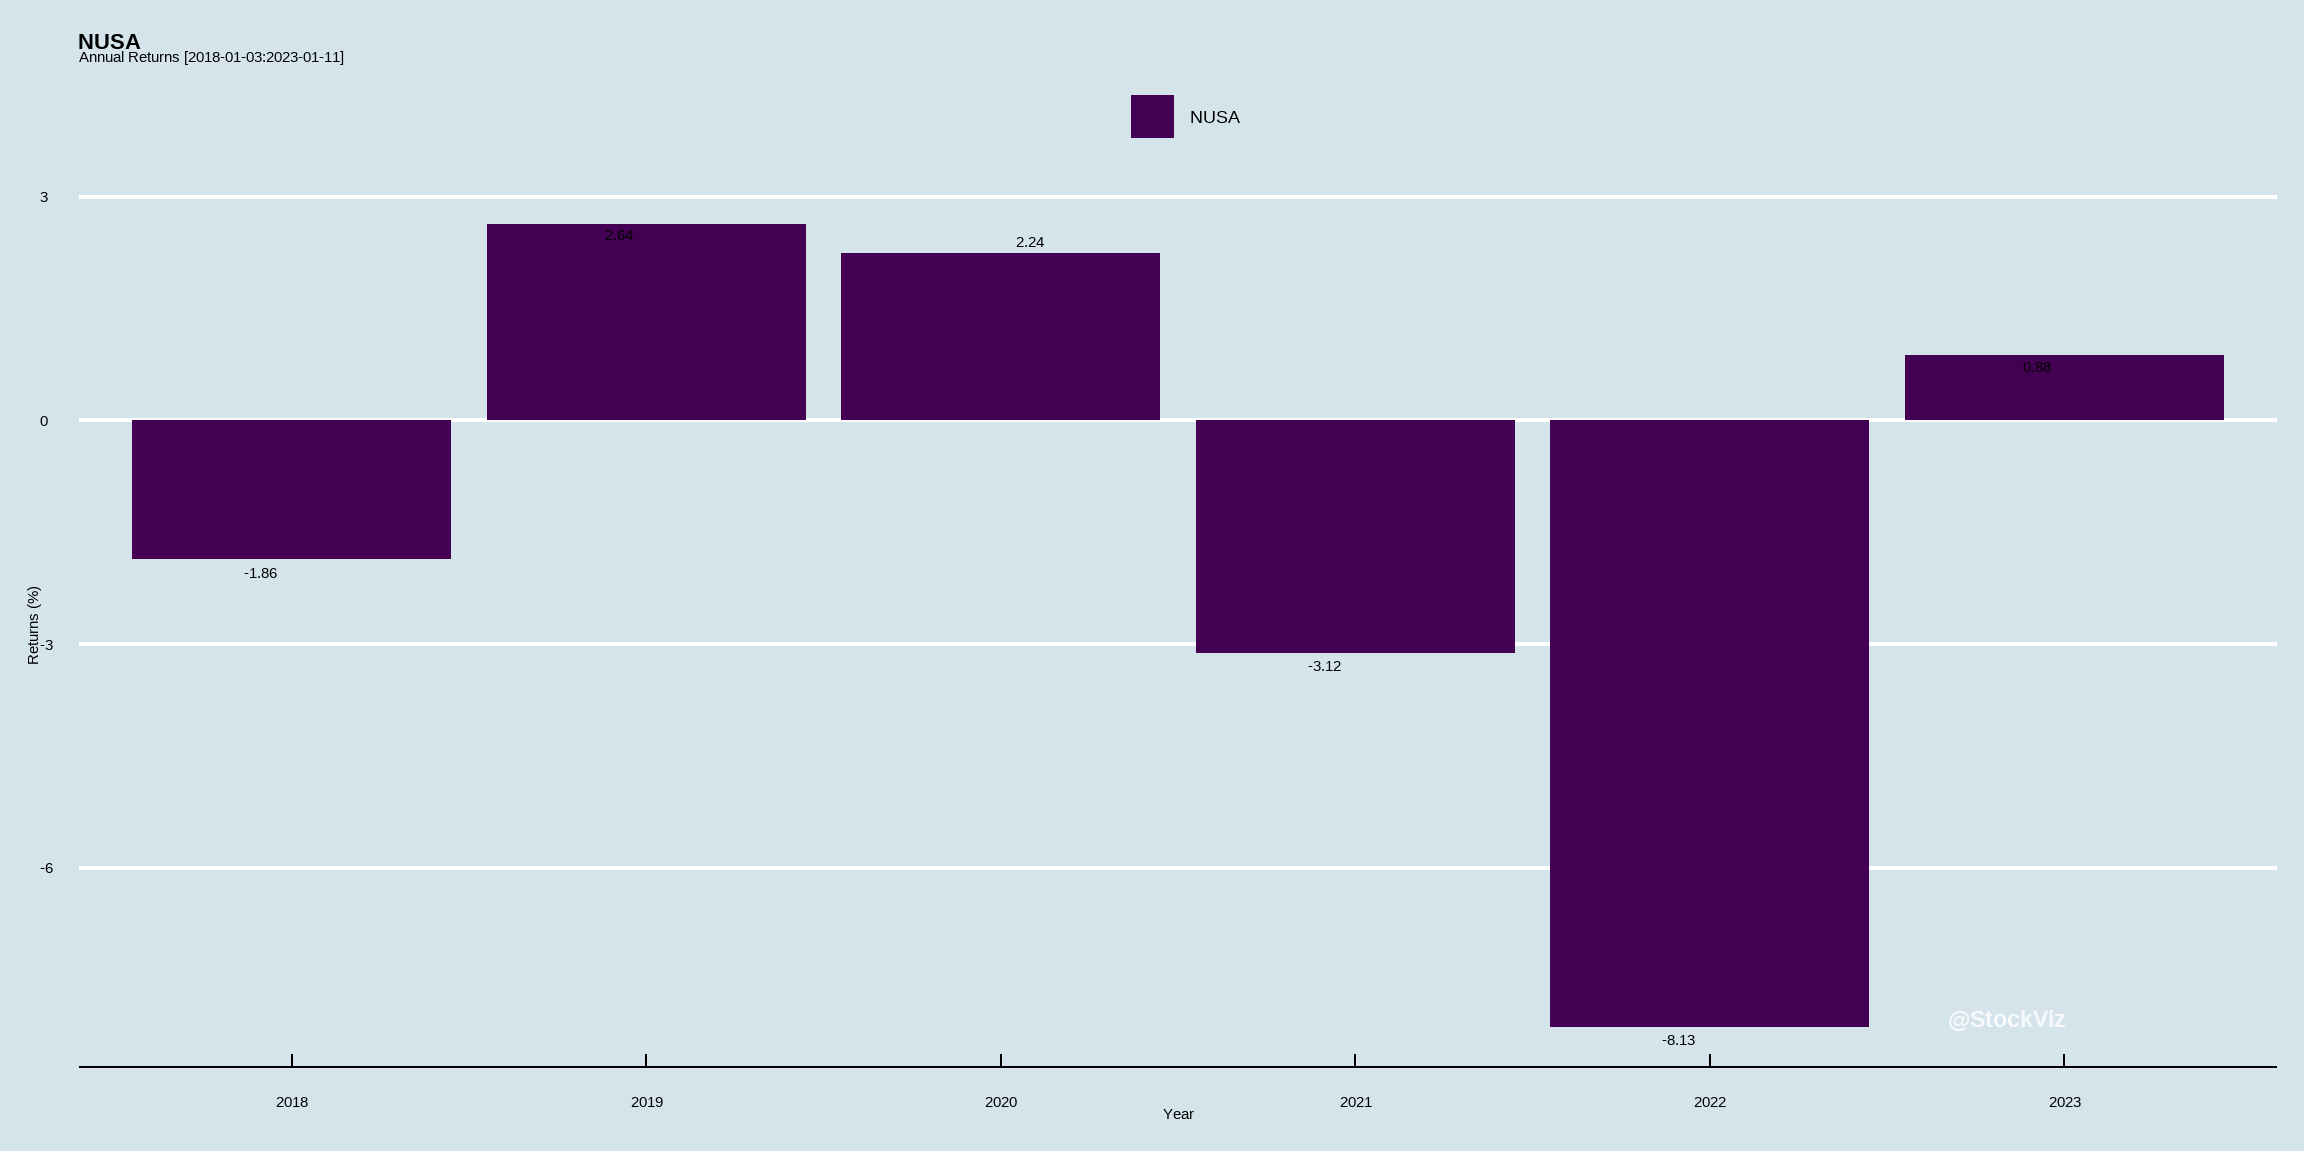 NUSA
Annual Returns [2018-01-03:2023-01-11]
NUSA
3
2.64
2.24
0.88
0
-1.86
Returns (%)
-3
-3.12
-6
@StockViz
-8.13
2018
2019
2020
2021
2022
2023
Year